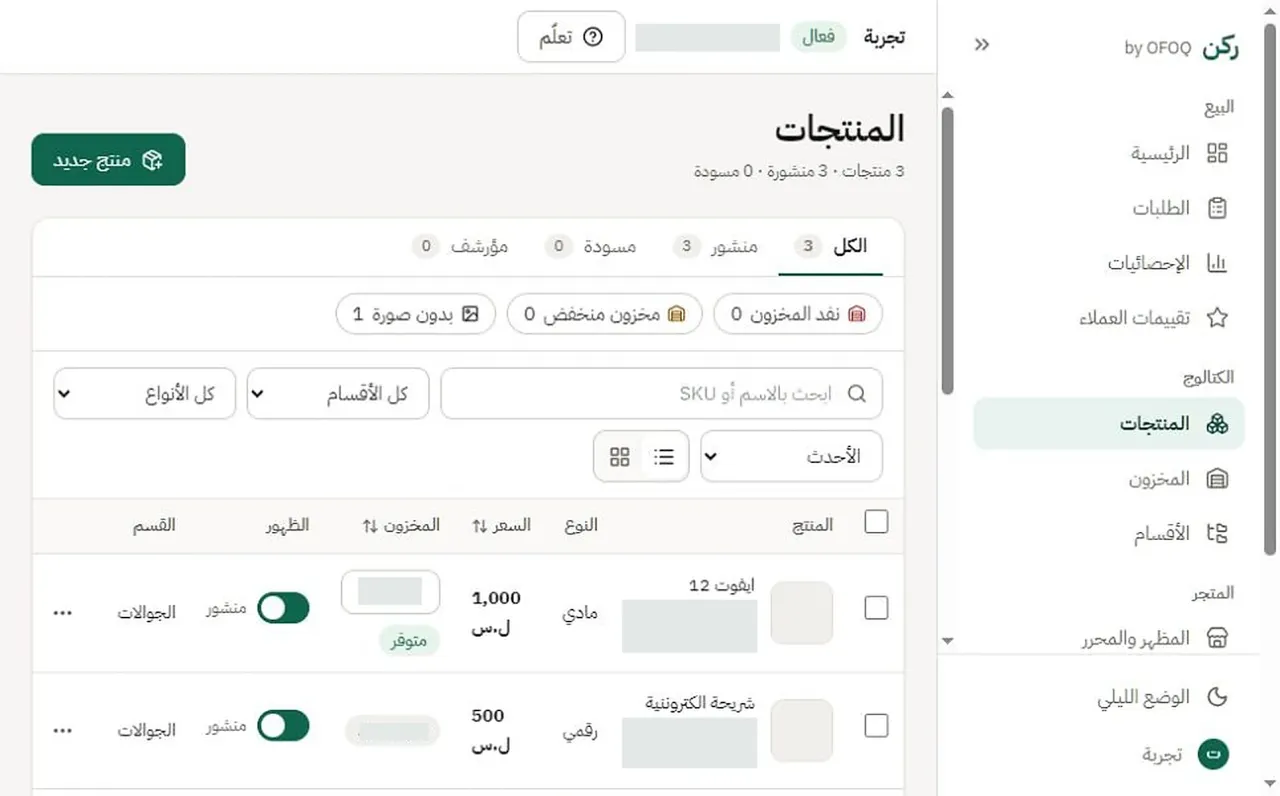 ركن by OFOQ
البيع
الرئيسية
الطلبات
الإحصائيات
تقييمات العملاء
الكتالوج
المنتجات
المخزون
الأقسام
المتجر
المظهر والمحرر
الوضع الليلي
ت تجربة
تجربة فعال تعلّم
المنتجات
3 منتجات · 3 منشورة · 0 مسودة
منتج جديد
الكل 3 منشور 3 مسودة 0 مؤرشف 0
نفد المخزون 0 مخزون منخفض 0 بدون صورة 1
ابحث بالاسم أو SKU كل الأقسام كل الأنواع
الأحدث
المنتج النوع السعر المخزون الظهور القسم
ايفوت 12 مادي 1,000 ل.س متوفر منشور الجوالات
شريحة الكتروننية رقمي 500 ل.س منشور الجوالات